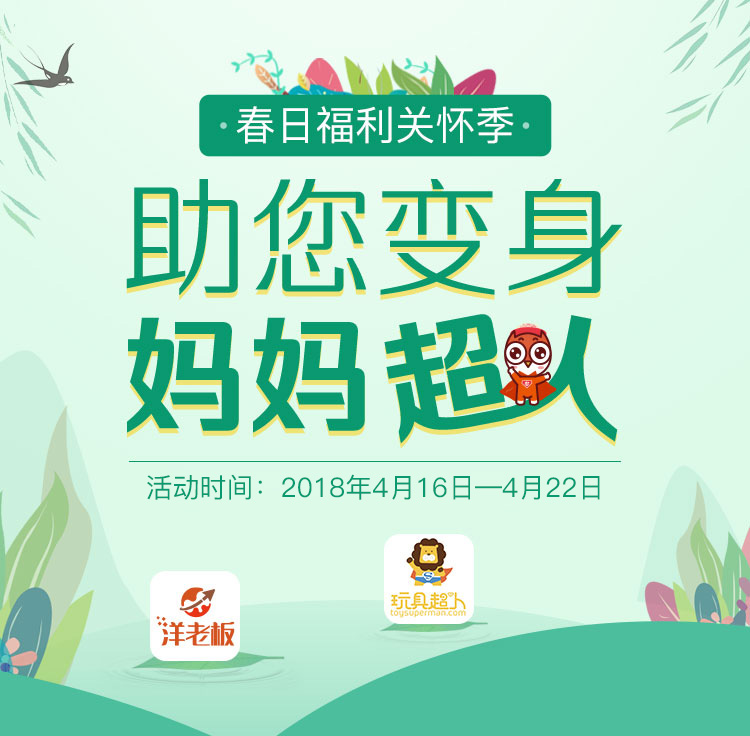 · 春日福利关怀季 ·
助您变身
妈妈超人
活动时间：2018年4月16日—4月22日
玩具超人
toysuperman.com
洋老板